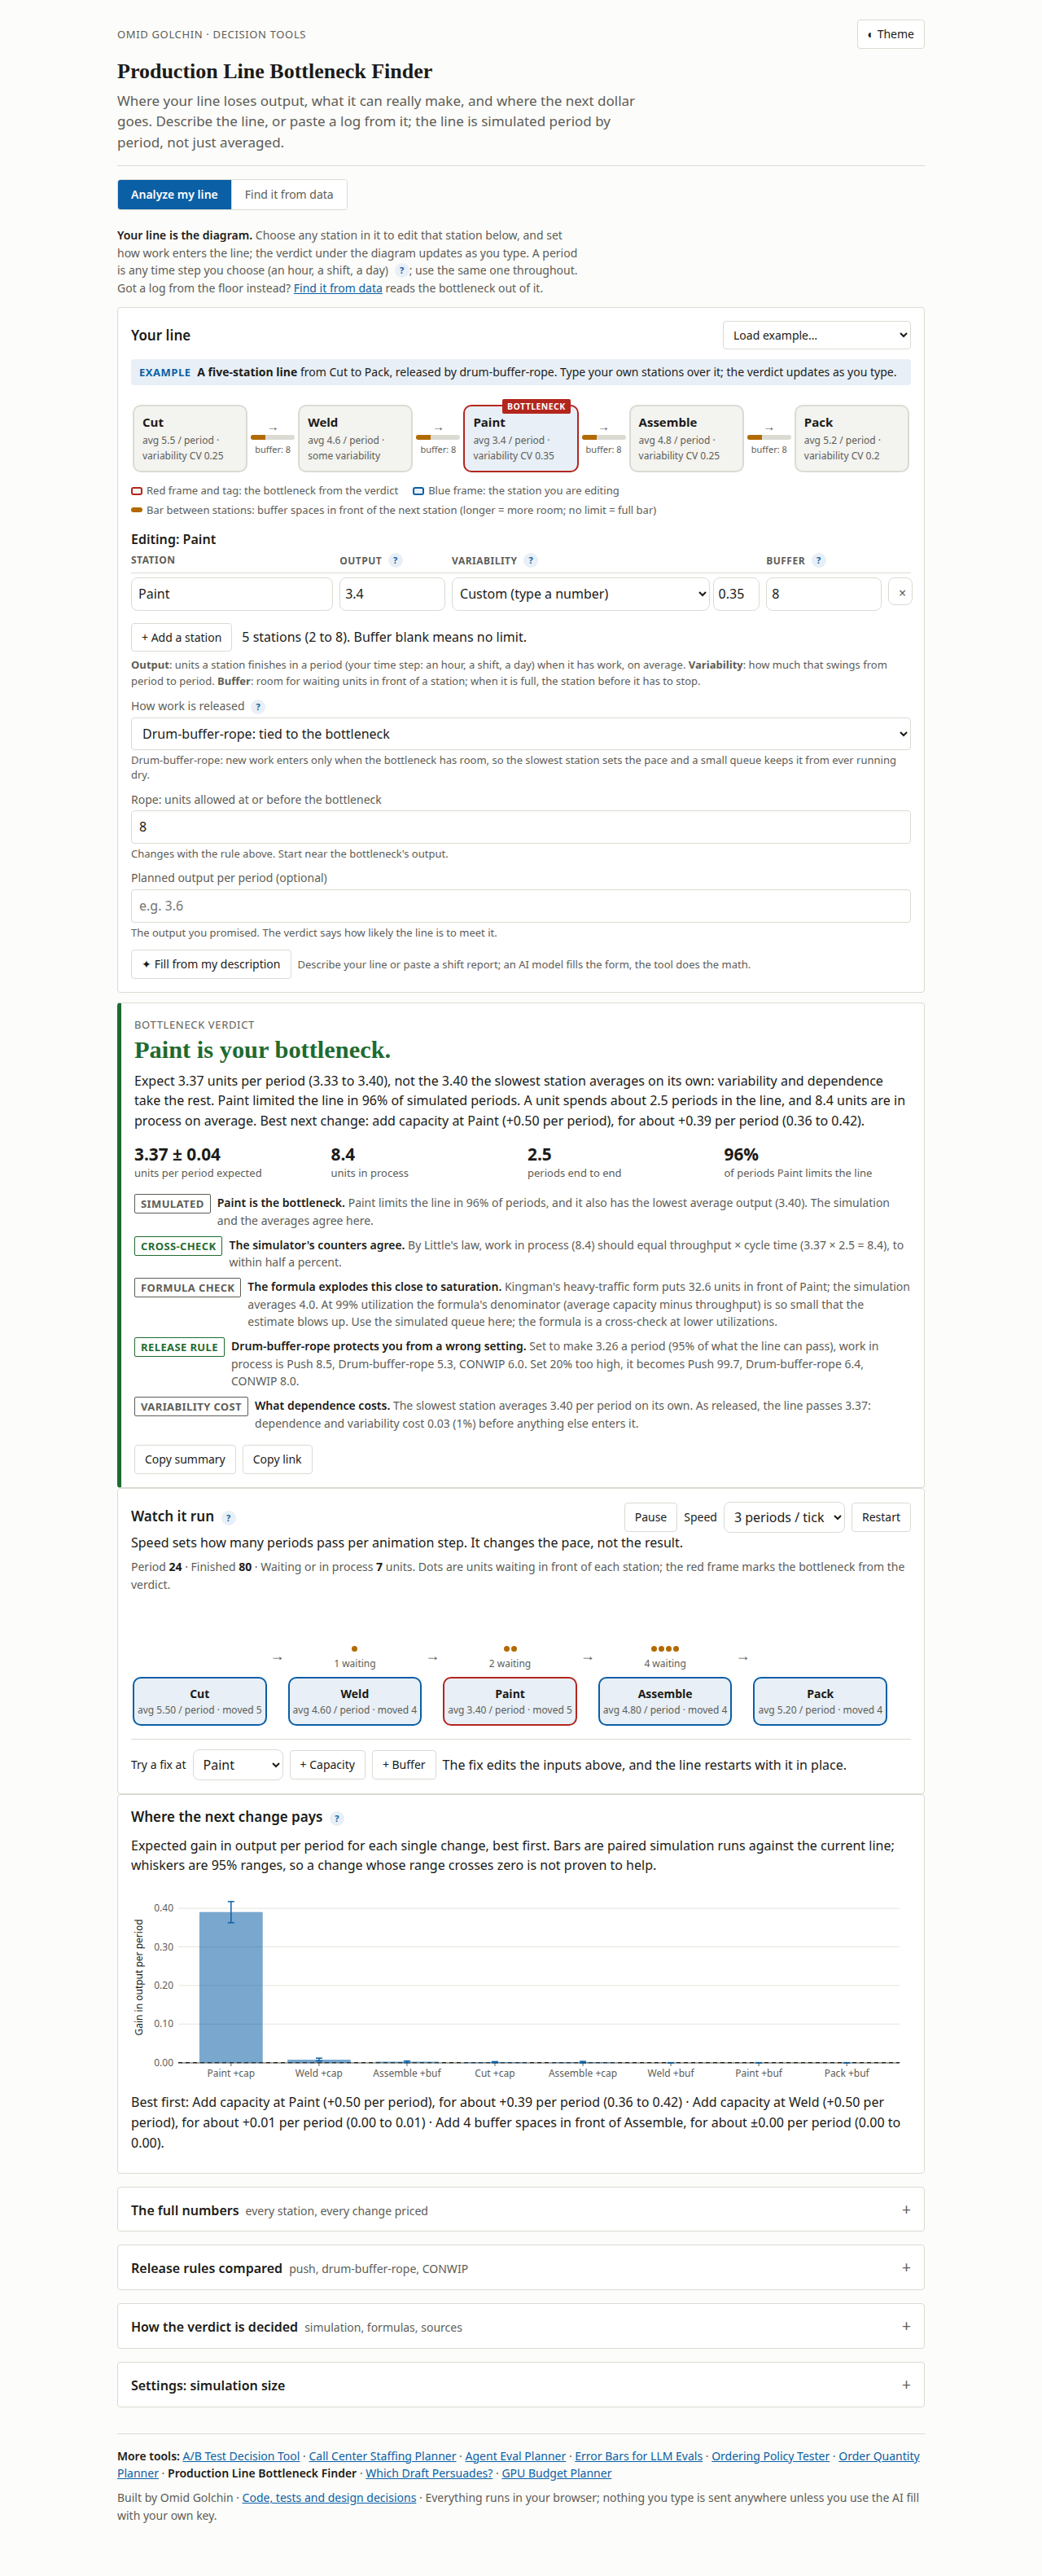 OMID GOLCHIN · DECISION TOOLS
Theme
Production Line Bottleneck Finder
Where your line loses output, what it can really make, and where the next dollar
goes. Describe the line, or paste a log from it; the line is simulated period by
period, not just averaged.
Analyze my line
Find it from data
Your line is the diagram. Choose any station in it to edit that station below, and set
how work enters the line; the verdict under the diagram updates as you type. A period
is any time step you choose (an hour, a shift, a day) ?; use the same one throughout.
Got a log from the floor instead? Find it from data reads the bottleneck out of it.
Your line
Load example...
EXAMPLE A five-station line from Cut to Pack, released by drum-buffer-rope. Type your own stations over it; the verdict updates as you type.
BOTTLENECK
Cut
avg 5.5 / period ·
variability CV 0.25
→
buffer: 8
Weld
avg 4.6 / period ·
some variability
→
buffer: 8
Paint
avg 3.4 / period ·
variability CV 0.35
→
buffer: 8
Assemble
avg 4.8 / period ·
variability CV 0.25
→
buffer: 8
Pack
avg 5.2 / period ·
variability CV 0.2
Red frame and tag: the bottleneck from the verdict
Blue frame: the station you are editing
Bar between stations: buffer spaces in front of the next station (longer = more room; no limit = full bar)
Editing: Paint
STATION OUTPUT ? VARIABILITY ? BUFFER ?
Paint 3.4 Custom (type a number) 0.35 8 ×
+ Add a station 5 stations (2 to 8). Buffer blank means no limit.
Output: units a station finishes in a period (your time step: an hour, a shift, a day) when it has work, on average. Variability: how much that swings from
period to period. Buffer: room for waiting units in front of a station; when it is full, the station before it has to stop.
How work is released ?
Drum-buffer-rope: tied to the bottleneck
Drum-buffer-rope: new work enters only when the bottleneck has room, so the slowest station sets the pace and a small queue keeps it from ever running
dry.
Rope: units allowed at or before the bottleneck
8
Changes with the rule above. Start near the bottleneck's output.
Planned output per period (optional)
e.g. 3.6
The output you promised. The verdict says how likely the line is to meet it.
✦ Fill from my description Describe your line or paste a shift report; an AI model fills the form, the tool does the math.
BOTTLENECK VERDICT
Paint is your bottleneck.
Expect 3.37 units per period (3.33 to 3.40), not the 3.40 the slowest station averages on its own: variability and dependence
take the rest. Paint limited the line in 96% of simulated periods. A unit spends about 2.5 periods in the line, and 8.4 units are in
process on average. Best next change: add capacity at Paint (+0.50 per period), for about +0.39 per period (0.36 to 0.42).
3.37 ± 0.04
units per period expected
8.4
units in process
2.5
periods end to end
96%
of periods Paint limits the line
SIMULATED Paint is the bottleneck. Paint limits the line in 96% of periods, and it also has the lowest average output (3.40). The simulation
and the averages agree here.
CROSS-CHECK The simulator's counters agree. By Little's law, work in process (8.4) should equal throughput × cycle time (3.37 × 2.5 = 8.4), to
within half a percent.
FORMULA CHECK The formula explodes this close to saturation. Kingman's heavy-traffic form puts 32.6 units in front of Paint; the simulation
averages 4.0. At 99% utilization the formula's denominator (average capacity minus throughput) is so small that the
estimate blows up. Use the simulated queue here; the formula is a cross-check at lower utilizations.
RELEASE RULE Drum-buffer-rope protects you from a wrong setting. Set to make 3.26 a period (95% of what the line can pass), work in
process is Push 8.5, Drum-buffer-rope 5.3, CONWIP 6.0. Set 20% too high, it becomes Push 99.7, Drum-buffer-rope 6.4,
CONWIP 8.0.
VARIABILITY COST What dependence costs. The slowest station averages 3.40 per period on its own. As released, the line passes 3.37:
dependence and variability cost 0.03 (1%) before anything else enters it.
Copy summary
Copy link
Watch it run ?
Pause Speed 3 periods / tick Restart
Speed sets how many periods pass per animation step. It changes the pace, not the result.
Period 24 · Finished 80 · Waiting or in process 7 units. Dots are units waiting in front of each station; the red frame marks the bottleneck from the
verdict.
→ 1 waiting → 2 waiting → 4 waiting →
Cut Weld Paint Assemble Pack
avg 5.50 / period · moved 5 avg 4.60 / period · moved 4 avg 3.40 / period · moved 5 avg 4.80 / period · moved 4 avg 5.20 / period · moved 4
Try a fix at Paint + Capacity + Buffer The fix edits the inputs above, and the line restarts with it in place.
Where the next change pays ?
Expected gain in output per period for each single change, best first. Bars are paired simulation runs against the current line;
whiskers are 95% ranges, so a change whose range crosses zero is not proven to help.
Gain in output per period
0.40
0.30
0.20
0.10
0.00
Paint +cap Weld +cap Assemble +buf Cut +cap Assemble +cap Weld +buf Paint +buf Pack +buf
Best first: Add capacity at Paint (+0.50 per period), for about +0.39 per period (0.36 to 0.42) · Add capacity at Weld (+0.50 per
period), for about +0.01 per period (0.00 to 0.01) · Add 4 buffer spaces in front of Assemble, for about ±0.00 per period (0.00 to
0.00).
The full numbers every station, every change priced +
Release rules compared push, drum-buffer-rope, CONWIP +
How the verdict is decided simulation, formulas, sources +
Settings: simulation size +
More tools: A/B Test Decision Tool · Call Center Staffing Planner · Agent Eval Planner · Error Bars for LLM Evals · Ordering Policy Tester · Order Quantity
Planner · Production Line Bottleneck Finder · Which Draft Persuades? · GPU Budget Planner
Built by Omid Golchin · Code, tests and design decisions · Everything runs in your browser; nothing you type is sent anywhere unless you use the AI fill
with your own key.